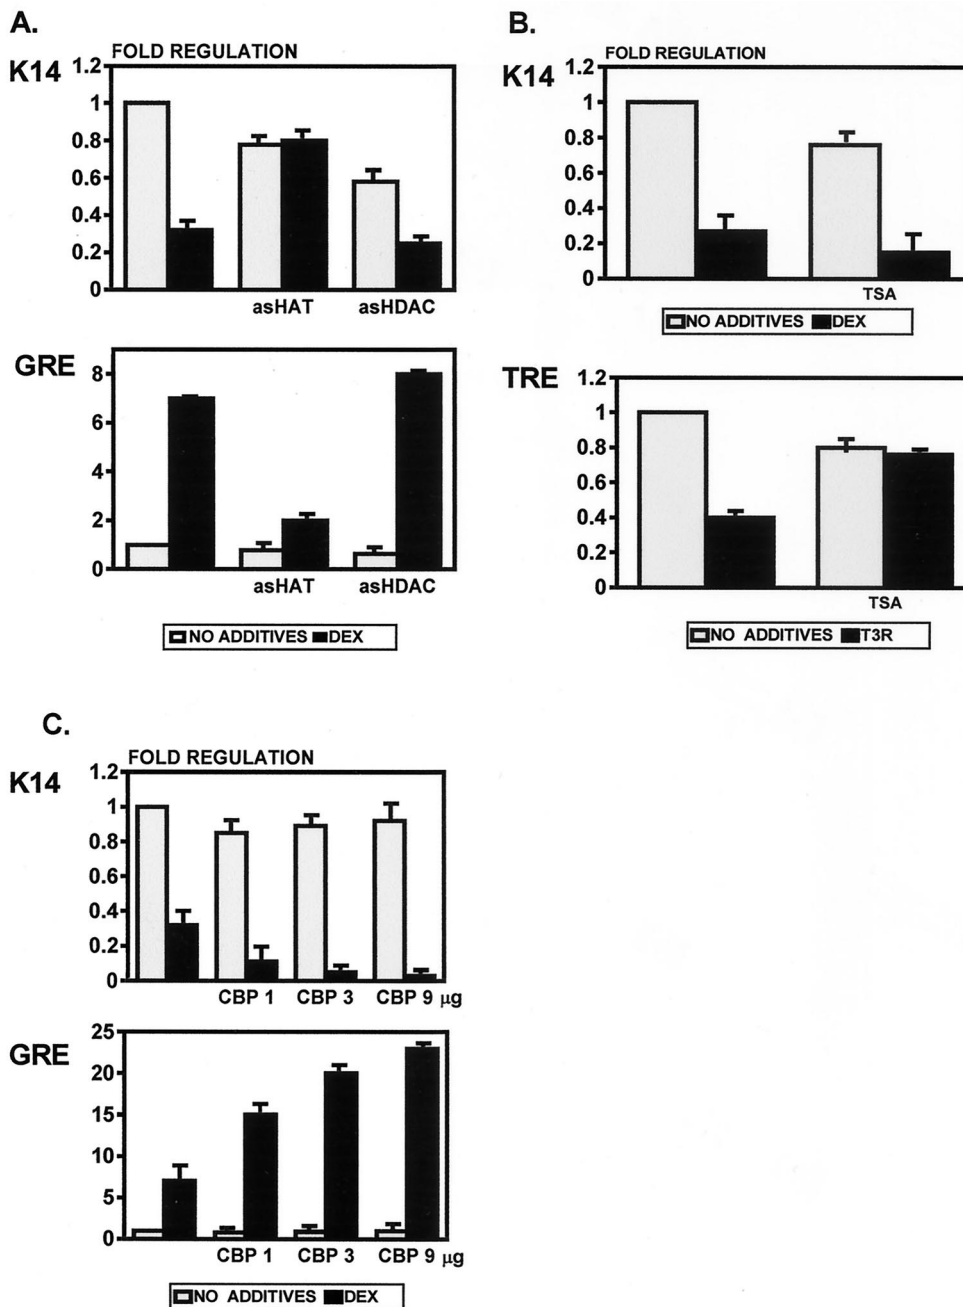 A.
FOLD REGULATION
K14
1.2
1
0.8
0.6
0.4
0.2
0
asHAT asHDAC
GRE
8
6
4
2
0
asHAT asHDAC
NO ADDITIVES DEX
B.
FOLD REGULATION
K14
1.2
1
0.8
0.6
0.4
0.2
0
TSA
NO ADDITIVES DEX
TRE
1.2
1
0.8
0.6
0.4
0.2
0
TSA
NO ADDITIVES T3R
C.
FOLD REGULATION
K14
1.2
1
0.8
0.6
0.4
0.2
0
CBP 1 CBP 3 CBP 9 μg
GRE
25
20
15
10
5
0
CBP 1 CBP 3 CBP 9 μg
NO ADDITIVES DEX